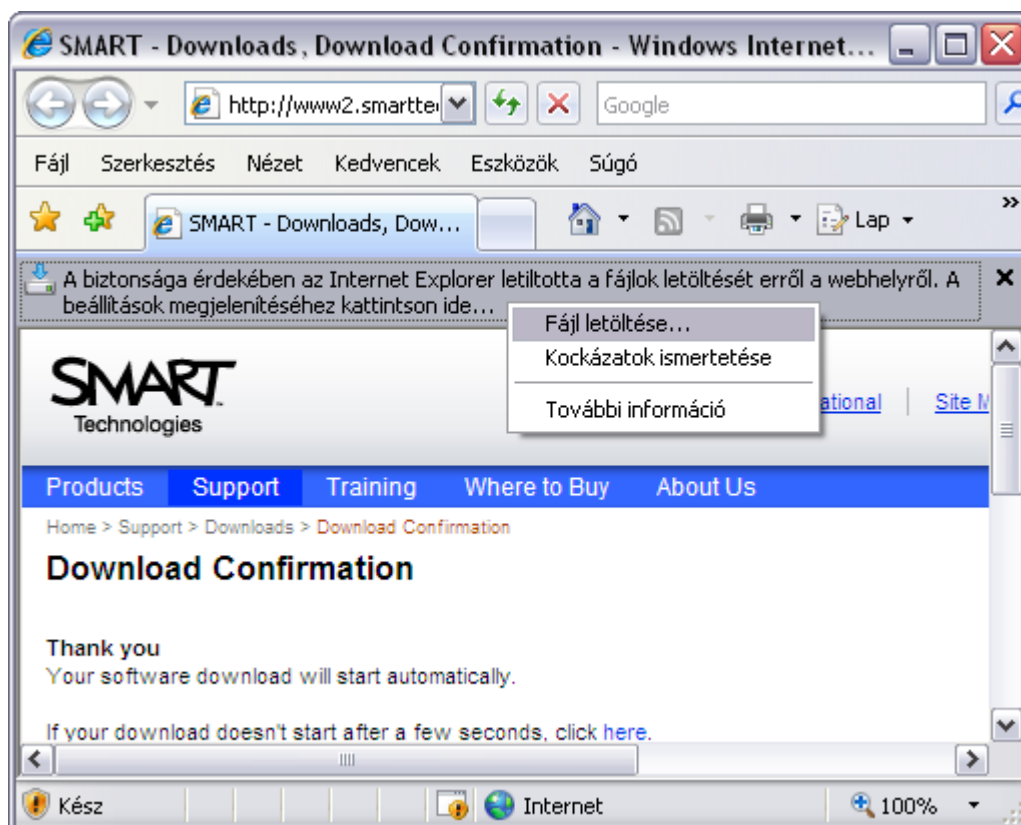 SMART - Downloads, Download Confirmation - Windows Internet...
http://www2.smarttei
Google
Fájl Szerkesztés Nézet Kedvencek Eszközök Súgó
SMART - Downloads, Dow...
Lap
A biztonsága érdekében az Internet Explorer letiltotta a fájlok letöltését erről a webhelyről. A
beállítások megjelenítéséhez kattintson ide...
Fájl letöltése...
Kockázatok ismertetése
További információ
SMART
Technologies
ational Site M
Products Support Training Where to Buy About Us
Home > Support > Downloads > Download Confirmation
Download Confirmation
Thank you
Your software download will start automatically.
If your download doesn't start after a few seconds, click here.
Kész Internet 100%